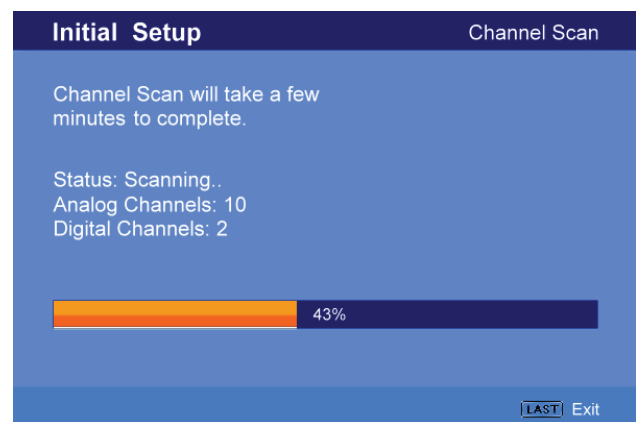 Initial Setup
Channel Scan
Channel Scan will take a few
minutes to complete.
Status: Scanning..
Analog Channels: 10
Digital Channels: 2
43%
LAST Exit